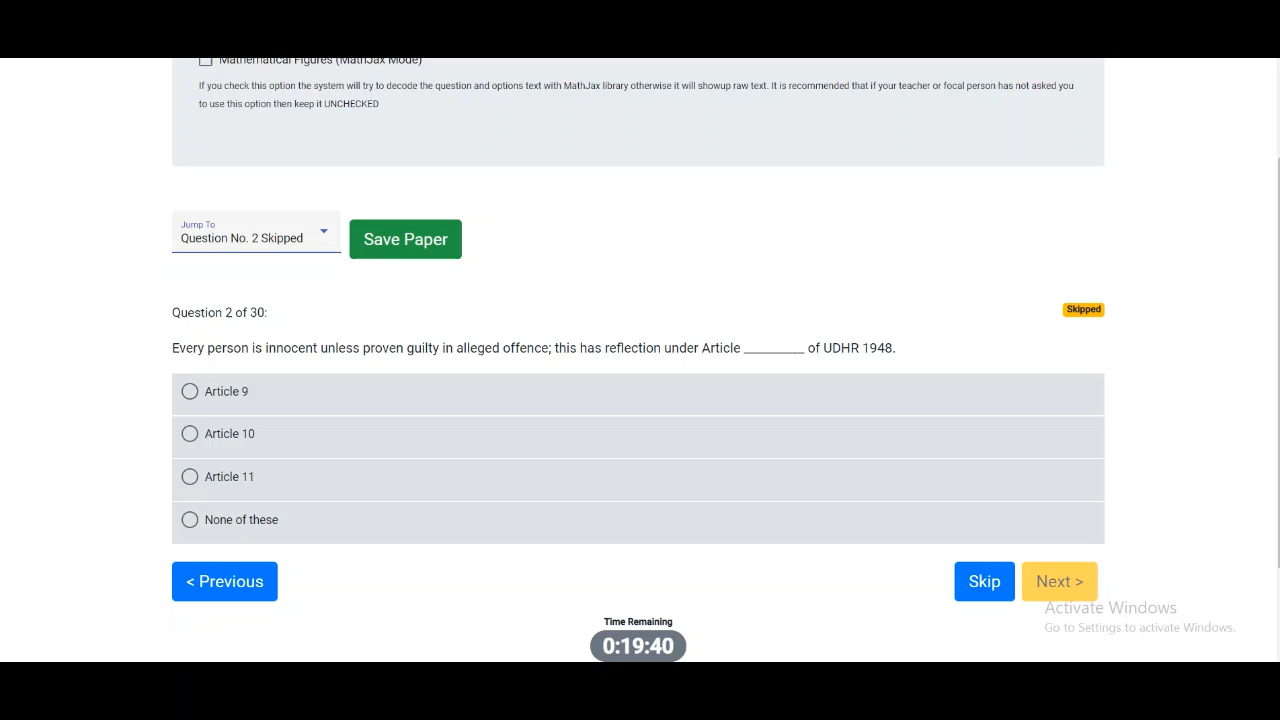 Mathematical Figures (MathJax Mode)
If you check this option the system will try to decode the question and options text with MathJax library otherwise it will showup raw text. It is recommended that if your teacher or focal person has not asked you
to use this option then keep it UNCHECKED
Jump To
Question No. 2 Skipped
Save Paper
Question 2 of 30:
Skipped
Every person is innocent unless proven guilty in alleged offence; this has reflection under Article __________ of UDHR 1948.
Article 9
Article 10
Article 11
None of these
< Previous
Skip
Next >
Activate Windows
Go to Settings to activate Windows.
Time Remaining
0:19:40